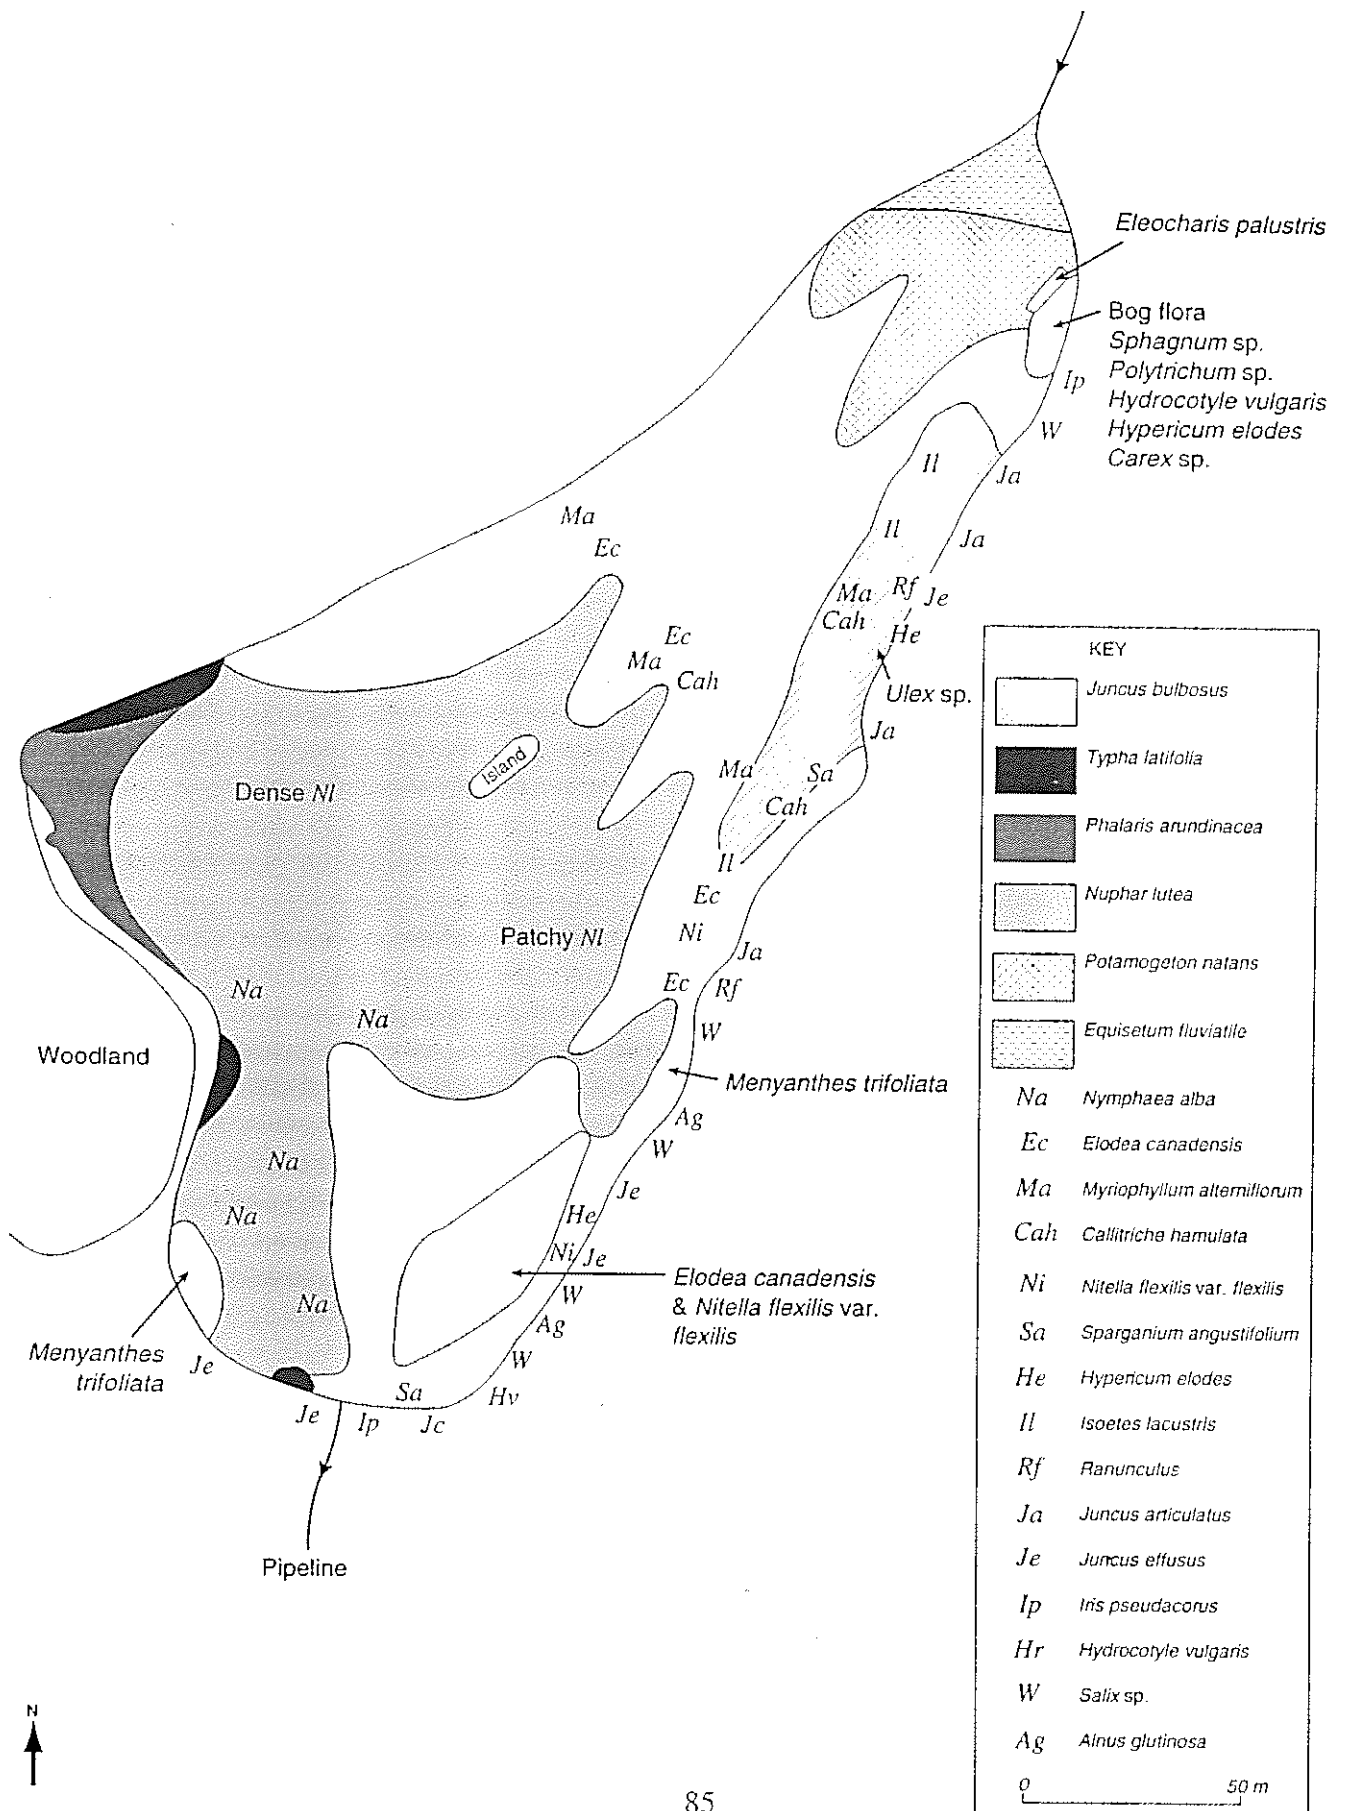 Eleocharis palustris
Bog flora
Sphagnum sp.
Polytrichum sp.
Hydrocotyle vulgaris
Hypericum elodes
Carex sp.
Ip
W
Ja
Il
Ma
Il
Ja
Ec
Ma
Rf
Je
Cah
He
Ec
Ma
Cah
Ulex sp.
Ja
Island
Ma
Sa
Dense Nl
Cah
Il
Ec
Patchy Nl
Ni
Ja
Na
Ec
Rf
Na
W
Woodland
Menyanthes trifoliata
Ag
W
Na
Je
Na
He
Ni
Je
Elodea canadensis
& Nitella flexilis var.
flexilis
W
Na
Ag
Menyanthes
trifoliata
Je
W
Sa
Hv
Je
Ip
Jc
Pipeline
KEY
Juncus bulbosus
Typha latifolia
Phalaris arundinacea
Nuphar lutea
Potamogeton natans
Equisetum fluviatile
Na Nymphaea alba
Ec Elodea canadensis
Ma Myriophyllum alterniflorum
Cah Callitriche hamulata
Ni Nitella flexilis var. flexilis
Sa Sparganium angustifolium
He Hypericum elodes
Il Isoetes lacustris
Rf Ranunculus
Ja Juncus articulatus
Je Juncus effusus
Ip Iris pseudacorus
Hr Hydrocotyle vulgaris
W Salix sp.
Ag Alnus glutinosa
0 50 m
N
85